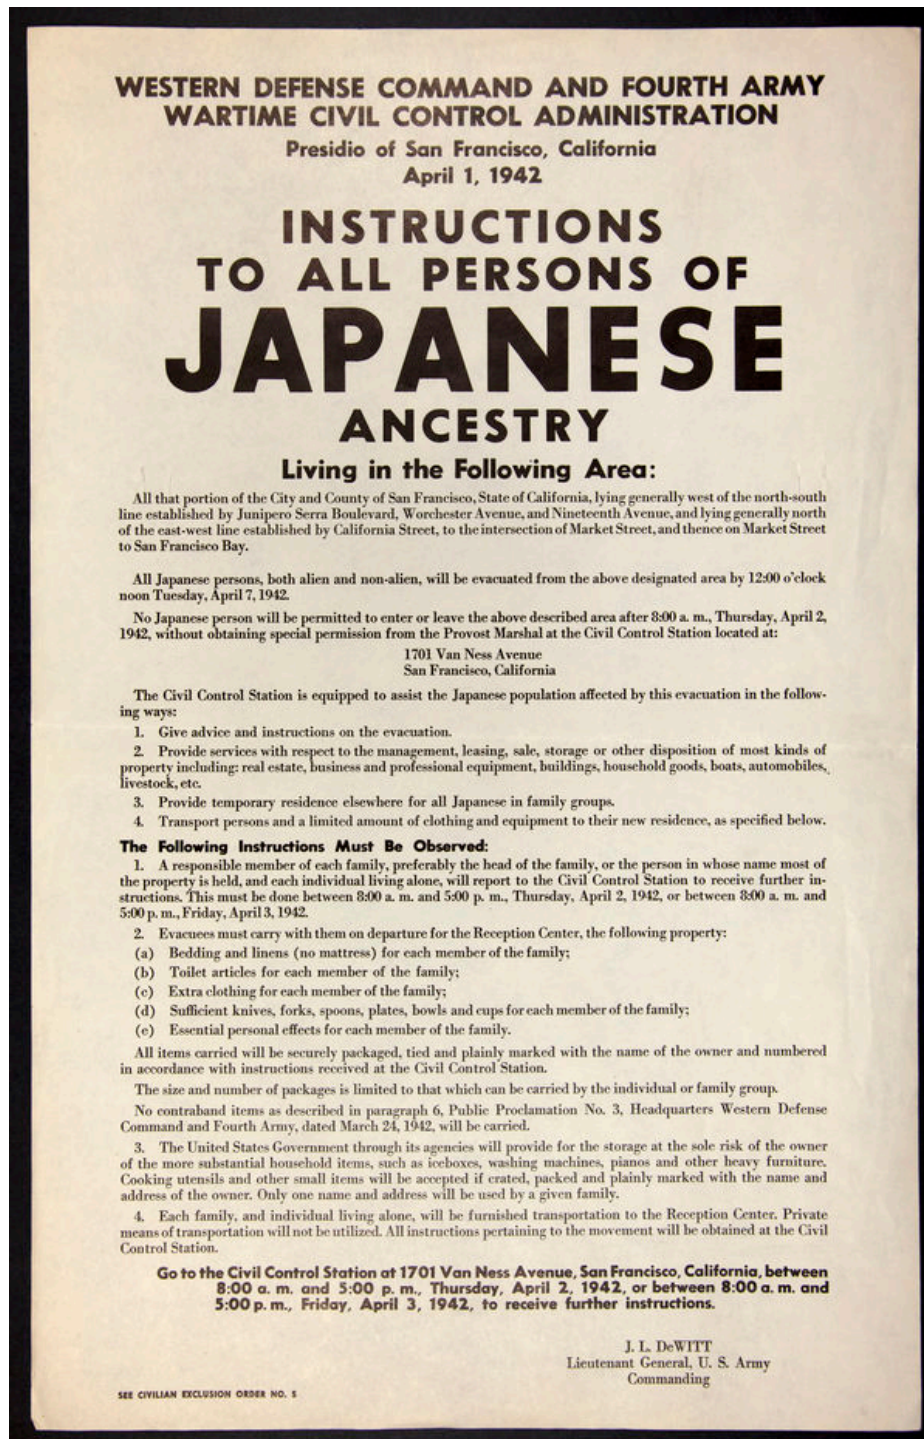 WESTERN DEFENSE COMMAND AND FOURTH ARMY
WARTIME CIVIL CONTROL ADMINISTRATION
Presidio of San Francisco, California
April 1, 1942
INSTRUCTIONS
TO ALL PERSONS OF
JAPANESE
ANCESTRY
Living in the Following Area:
All that portion of the City and County of San Francisco, State of California, lying generally west of the north-south
line established by Junipero Serra Boulevard, Worchester Avenue, and Nineteenth Avenue, and lying generally north
of the east-west line established by California Street, to the intersection of Market Street, and thence on Market Street
to San Francisco Bay.
All Japanese persons, both alien and non-alien, will be evacuated from the above designated area by 12:00 o'clock
noon Tuesday, April 7, 1942.
No Japanese person will be permitted to enter or leave the above described area after 8:00 a. m., Thursday, April 2,
1942, without obtaining special permission from the Provost Marshal at the Civil Control Station located at:
1701 Van Ness Avenue
San Francisco, California
The Civil Control Station is equipped to assist the Japanese population affected by this evacuation in the follow-
ing ways:
1. Give advice and instructions on the evacuation.
2. Provide services with respect to the management, leasing, sale, storage or other disposition of most kinds of
property including: real estate, business and professional equipment, buildings, household goods, boats, automobiles,
livestock, etc.
3. Provide temporary residence elsewhere for all Japanese in family groups.
4. Transport persons and a limited amount of clothing and equipment to their new residence, as specified below.
The Following Instructions Must Be Observed:
1. A responsible member of each family, preferably the head of the family, or the person in whose name most of
the property is held, and each individual living alone, will report to the Civil Control Station to receive further in-
structions. This must be done between 8:00 a. m. and 5:00 p. m., Thursday, April 2, 1942, or between 8:00 a. m. and
5:00 p. m., Friday, April 3, 1942.
2. Evacuees must carry with them on departure for the Reception Center, the following property:
(a) Bedding and linens (no mattress) for each member of the family;
(b) Toilet articles for each member of the family;
(c) Extra clothing for each member of the family;
(d) Sufficient knives, forks, spoons, plates, bowls and cups for each member of the family;
(e) Essential personal effects for each member of the family.
All items carried will be securely packaged, tied and plainly marked with the name of the owner and numbered
in accordance with instructions received at the Civil Control Station.
The size and number of packages is limited to that which can be carried by the individual or family group.
No contraband items as described in paragraph 6, Public Proclamation No. 3, Headquarters Western Defense
Command and Fourth Army, dated March 24, 1942, will be carried.
3. The United States Government through its agencies will provide for the storage at the sole risk of the owner
of the more substantial household items, such as iceboxes, washing machines, pianos and other heavy furniture.
Cooking utensils and other small items will be accepted if crated, packed and plainly marked with the name and
address of the owner. Only one name and address will be used by a given family.
4. Each family, and individual living alone, will be furnished transportation to the Reception Center. Private
means of transportation will not be utilized. All instructions pertaining to the movement will be obtained at the Civil
Control Station.
Go to the Civil Control Station at 1701 Van Ness Avenue, San Francisco, California, between
8:00 a. m. and 5:00 p. m., Thursday, April 2, 1942, or between 8:00 a. m. and
5:00 p. m., Friday, April 3, 1942, to receive further instructions.
J. L. DeWITT
Lieutenant General, U. S. Army
Commanding
SEE CIVILIAN EXCLUSION ORDER NO. 5